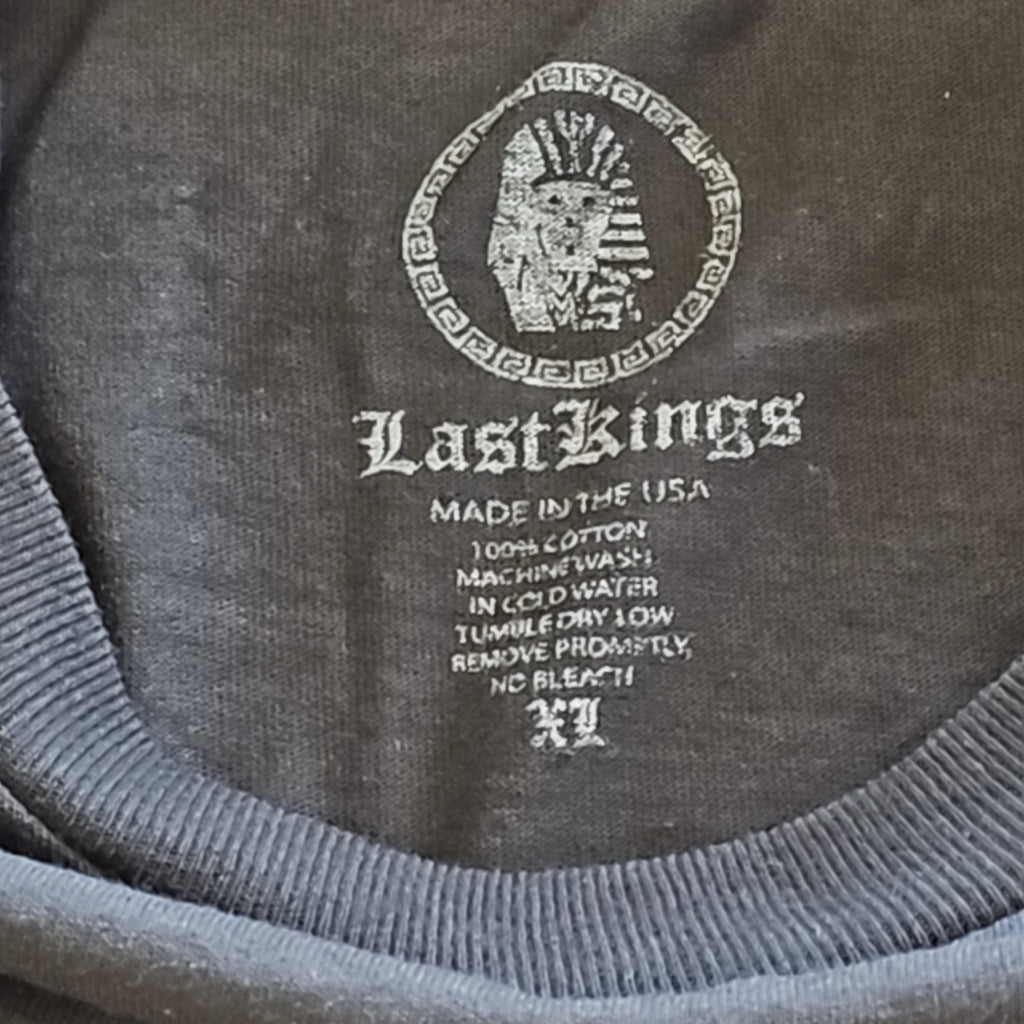 LastKings
MADE IN THE USA
100% COTTON
MACHINE WASH
IN COLD WATER
TUMBLE DRY LOW
REMOVE PROMPTLY,
NO BLEACH
XL